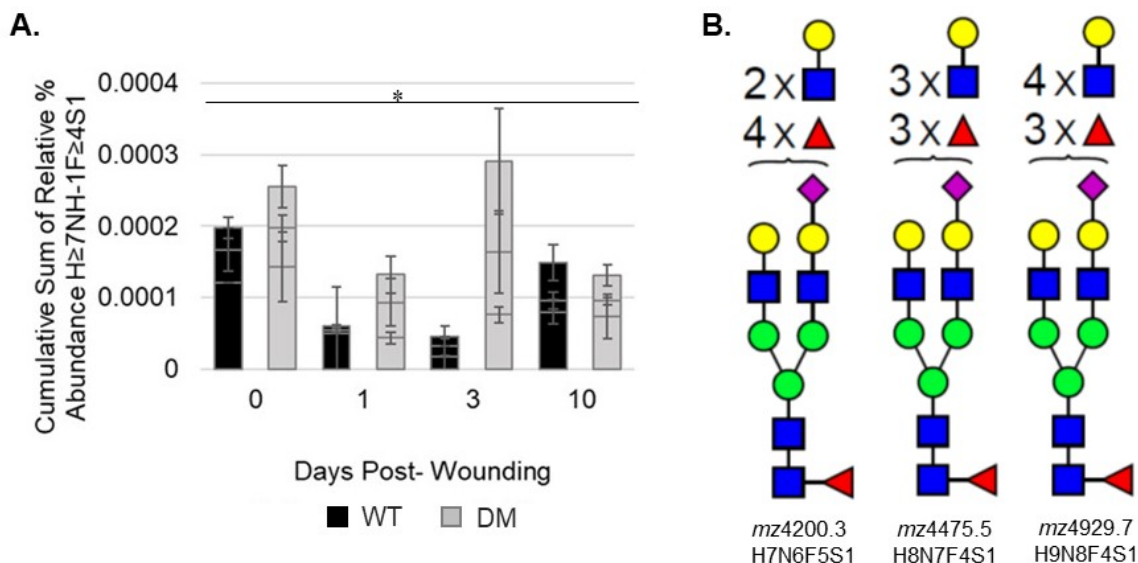 A.
Cumulative Sum of Relative %
Abundance H≥7NH-1F≥4S1
0.0004
0.0003
0.0002
0.0001
0
*
0 1 3 10
Days Post- Wounding
WT DM
B.
2 x 3 x 4 x
4 x 3 x 3 x
mz4200.3 mz4475.5 mz4929.7
H7N6F5S1 H8N7F4S1 H9N8F4S1